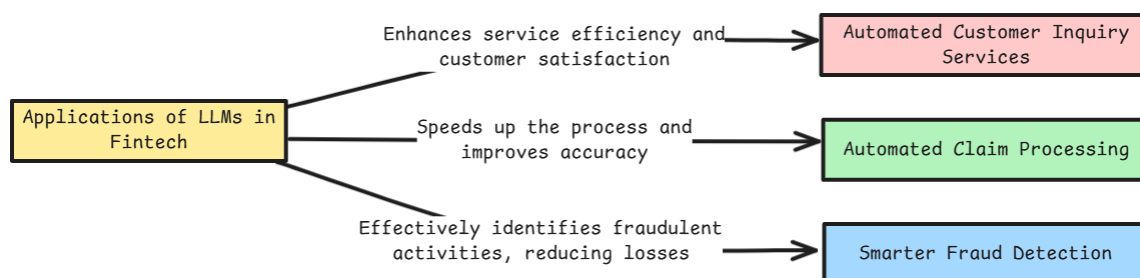 Enhances service efficiency and
customer satisfaction
Automated Customer Inquiry
Services
Applications of LLMs in
Fintech
Speeds up the process and
improves accuracy
Automated Claim Processing
Effectively identifies fraudulent
activities, reducing losses
Smarter Fraud Detection